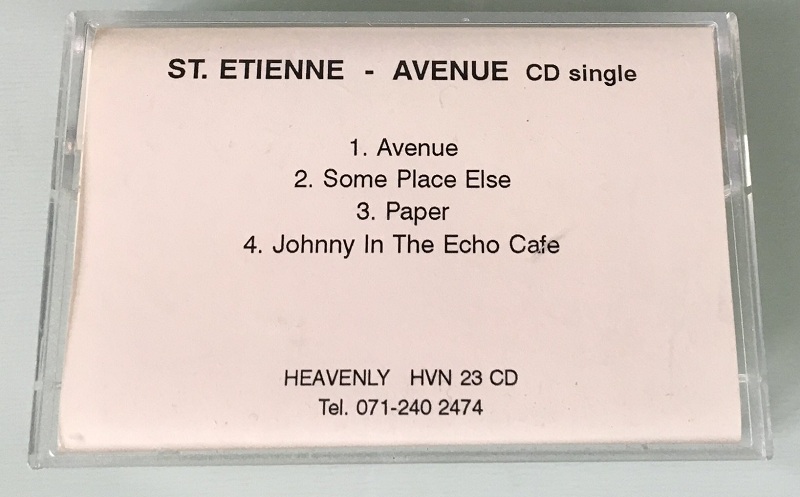 ST. ETIENNE - AVENUE CD single
1. Avenue
2. Some Place Else
3. Paper
4. Johnny In The Echo Cafe
HEAVENLY HVN 23 CD
Tel. 071-240 2474